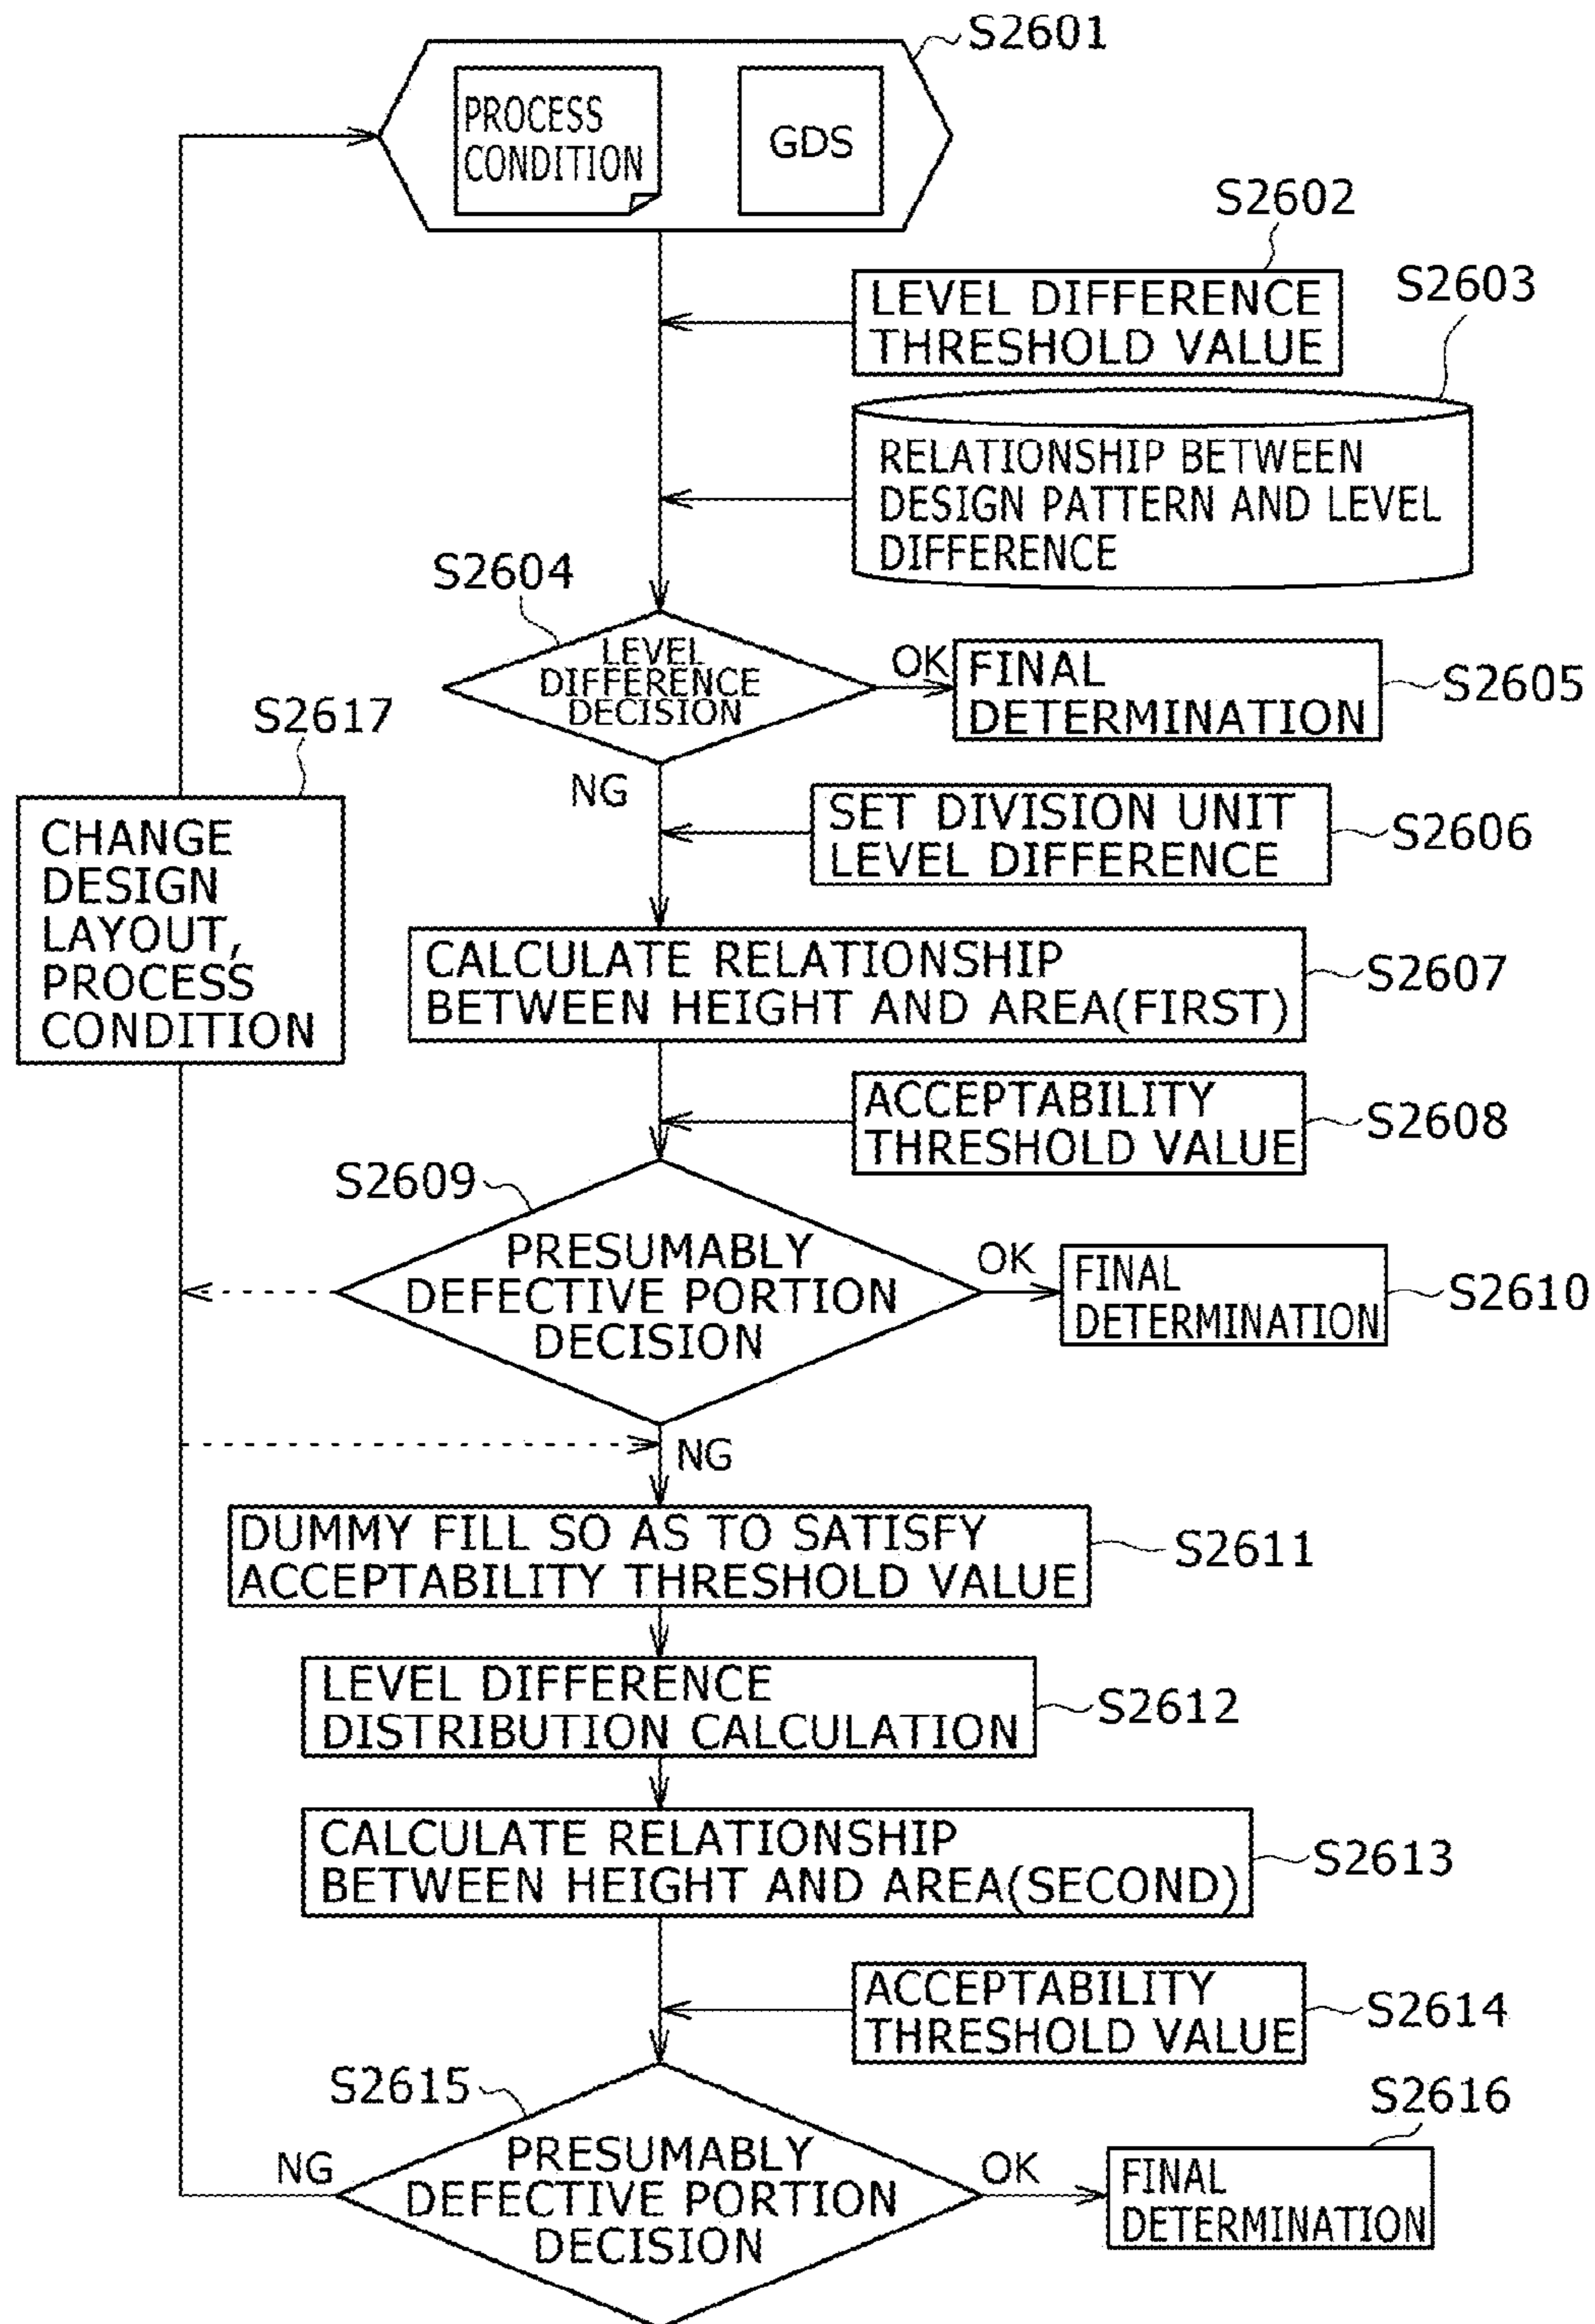 S2601
PROCESS
CONDITION
GDS
S2602
LEVEL DIFFERENCE
THRESHOLD VALUE
S2603
RELATIONSHIP BETWEEN
DESIGN PATTERN AND LEVEL
DIFFERENCE
S2604
LEVEL
DIFFERENCE
DECISION
OK
FINAL
DETERMINATION
S2605
NG
S2617
CHANGE
DESIGN
LAYOUT,
PROCESS
CONDITION
SET DIVISION UNIT
LEVEL DIFFERENCE
S2606
CALCULATE RELATIONSHIP
BETWEEN HEIGHT AND AREA(FIRST)
S2607
ACCEPTABILITY
THRESHOLD VALUE
S2608
S2609
PRESUMABLY
DEFECTIVE PORTION
DECISION
OK
FINAL
DETERMINATION
S2610
NG
DUMMY FILL SO AS TO SATISFY
ACCEPTABILITY THRESHOLD VALUE
S2611
LEVEL DIFFERENCE
DISTRIBUTION CALCULATION
S2612
CALCULATE RELATIONSHIP
BETWEEN HEIGHT AND AREA(SECOND)
S2613
ACCEPTABILITY
THRESHOLD VALUE
S2614
S2615
PRESUMABLY
DEFECTIVE PORTION
DECISION
NG
OK
S2616
FINAL
DETERMINATION